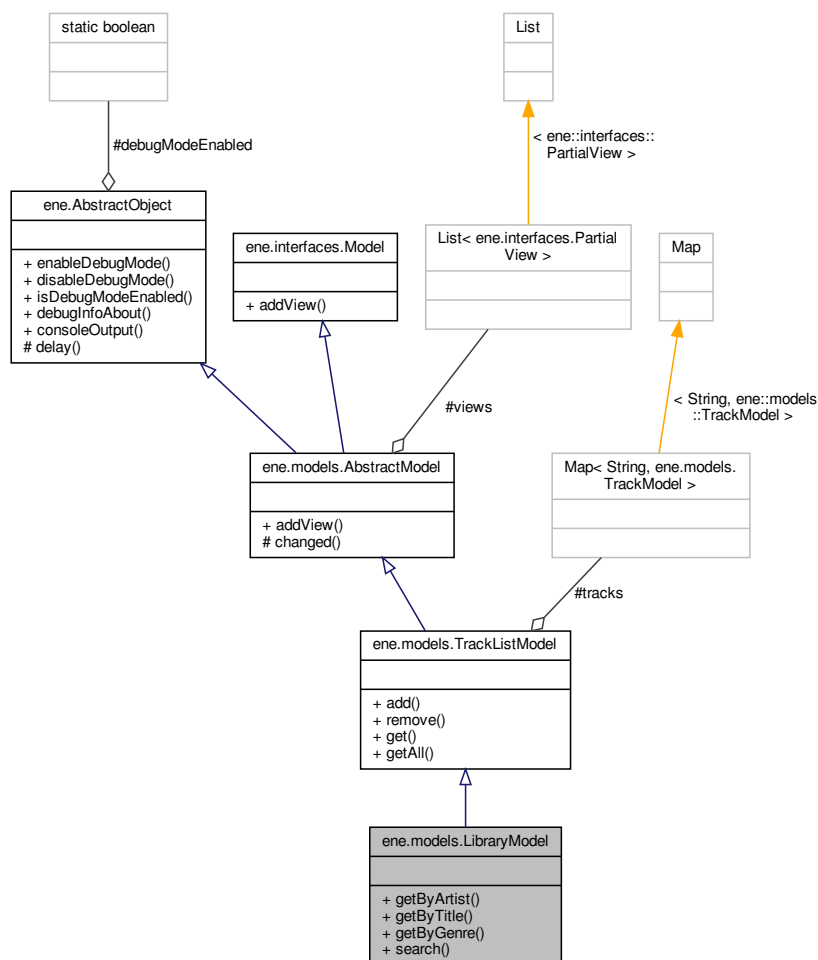 static boolean
List
#debugModeEnabled
< ene::interfaces::
PartialView >
ene.AbstractObject
+ enableDebugMode()
+ disableDebugMode()
+ isDebugModeEnabled()
+ debugInfoAbout()
+ consoleOutput()
# delay()
ene.interfaces.Model
+ addView()
List< ene.interfaces.Partial
View >
Map
#views
< String, ene::models
::TrackModel >
ene.models.AbstractModel
+ addView()
# changed()
Map< String, ene.models.
TrackModel >
#tracks
ene.models.TrackListModel
+ add()
+ remove()
+ get()
+ getAll()
ene.models.LibraryModel
+ getByArtist()
+ getByTitle()
+ getByGenre()
+ search()